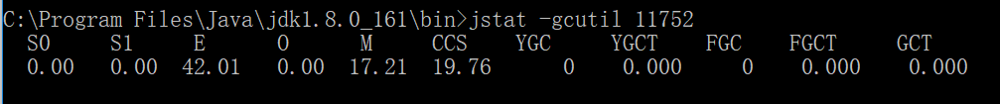 C:\Program Files\Java\jdk1.8.0_161\bin>jstat -gcutil 11752
S0 S1 E O M CCS YGC YGCT FGC FGCT GCT
0.00 0.00 42.01 0.00 17.21 19.76 0 0.000 0 0.000 0.000